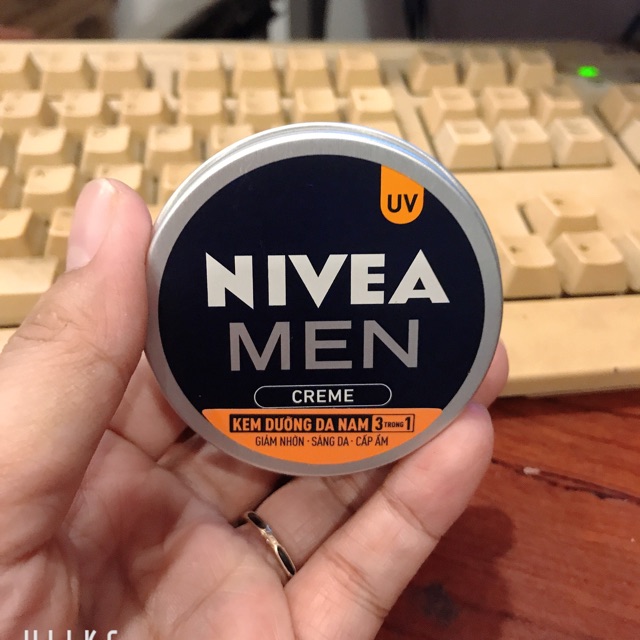 UV
NIVEA
MEN
CREME
KEM DƯỠNG DA NAM 3 TRONG 1
GIẢM NHỜN · SÁNG DA · CẤP ẨM